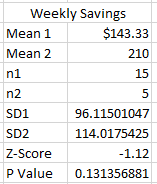 Weekly Savings
Mean 1 $143.33
Mean 2 210
n1 15
n2 5
SD1 96.11501047
SD2 114.0175425
Z-Score -1.12
P Value 0.131356881